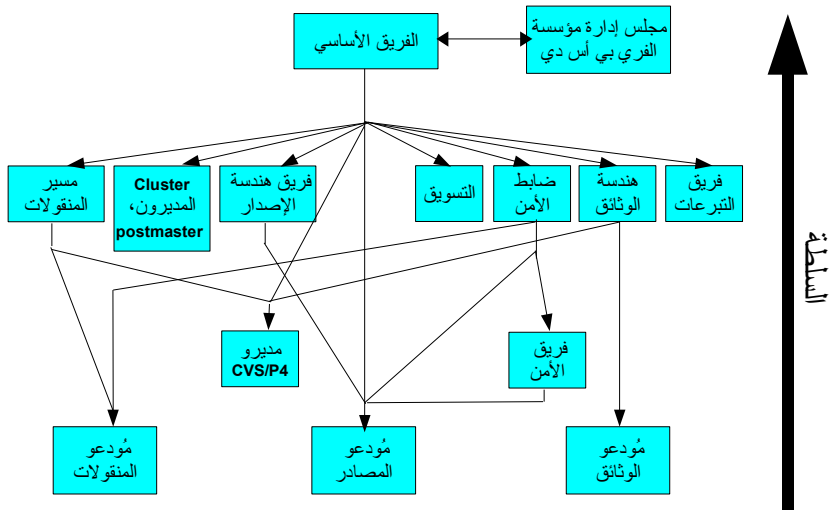 مجلس إدارة مؤسسة
الفري بي أس دي
الفريق الأساسي
فريق
التبرعات
هندسة
الوثائق
ضابط
الأمن
التسويق
فريق هندسة
الإصدار
Cluster
المديرون،
postmaster
مسير
المنقولات
السلطة
فريق
الأمن
مديرو
CVS/P4
مُودعو
الوثائق
مُودعو
المصادر
مُودعو
المنقولات